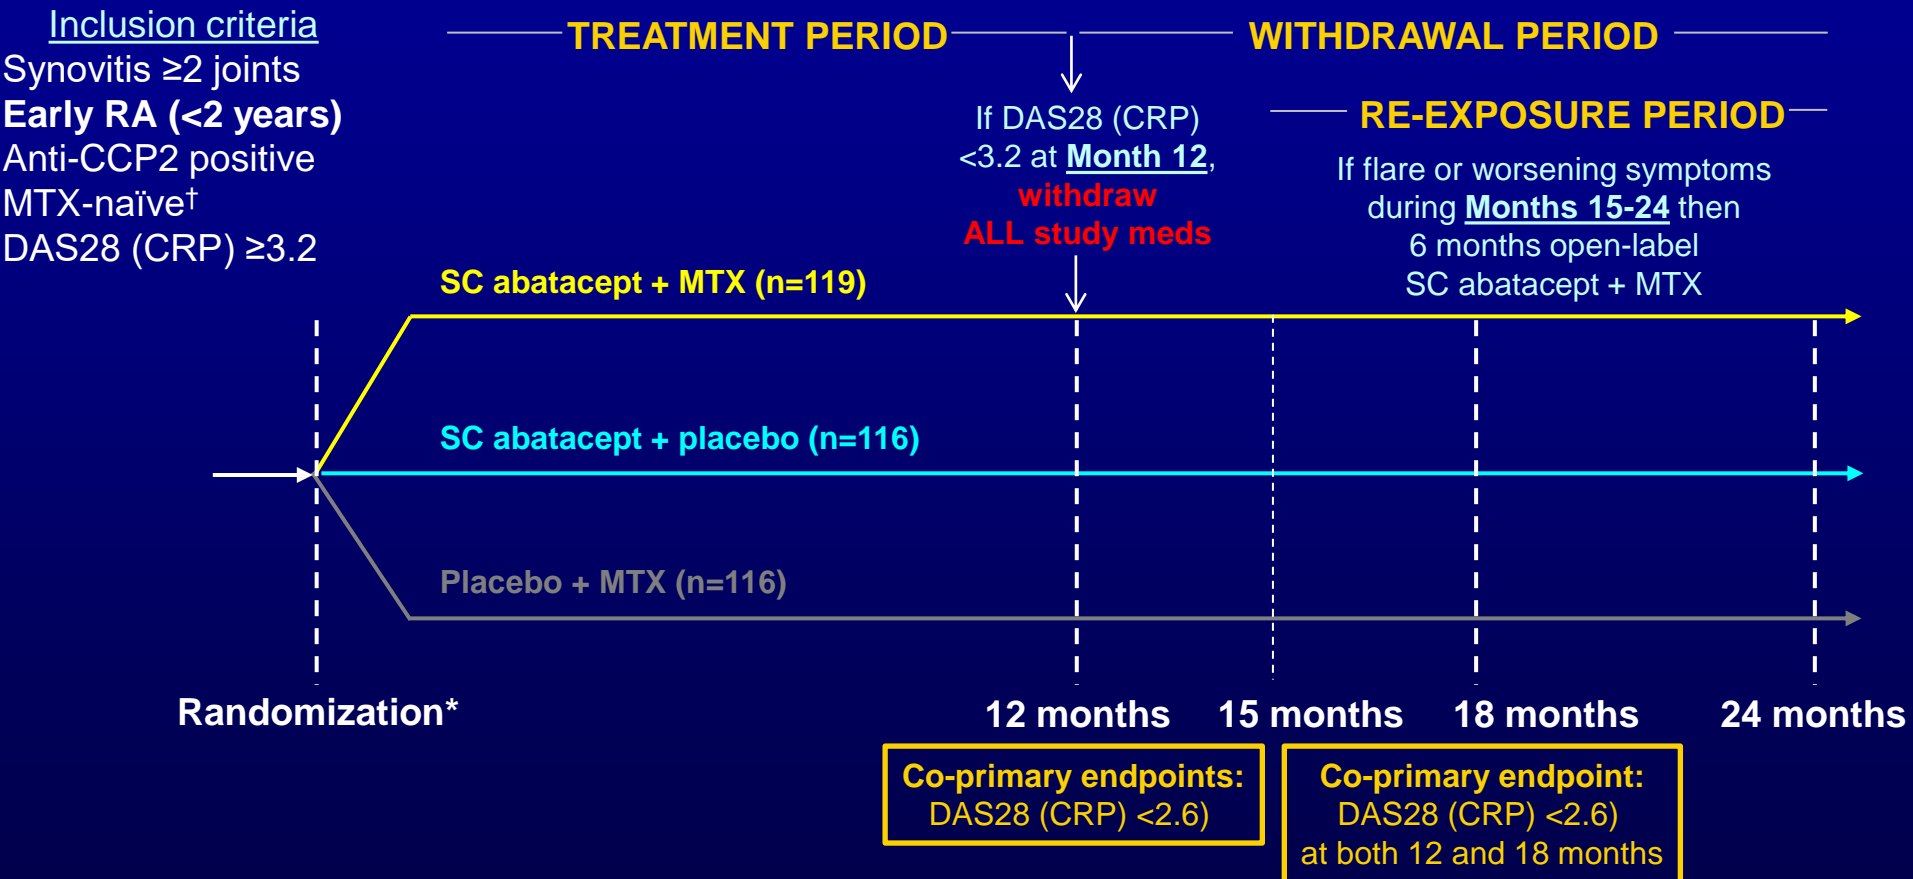 Inclusion criteria
Synovitis ≥2 joints
Early RA (<2 years)
Anti-CCP2 positive
MTX-naïve†
DAS28 (CRP) ≥3.2
TREATMENT PERIOD
WITHDRAWAL PERIOD
If DAS28 (CRP)
<3.2 at Month 12,
withdraw
ALL study meds
RE-EXPOSURE PERIOD
If flare or worsening symptoms
during Months 15-24 then
6 months open-label
SC abatacept + MTX
SC abatacept + MTX (n=119)
SC abatacept + placebo (n=116)
Placebo + MTX (n=116)
Randomization*
12 months
15 months
18 months
24 months
Co-primary endpoints:
DAS28 (CRP) <2.6)
Co-primary endpoint:
DAS28 (CRP) <2.6)
at both 12 and 18 months